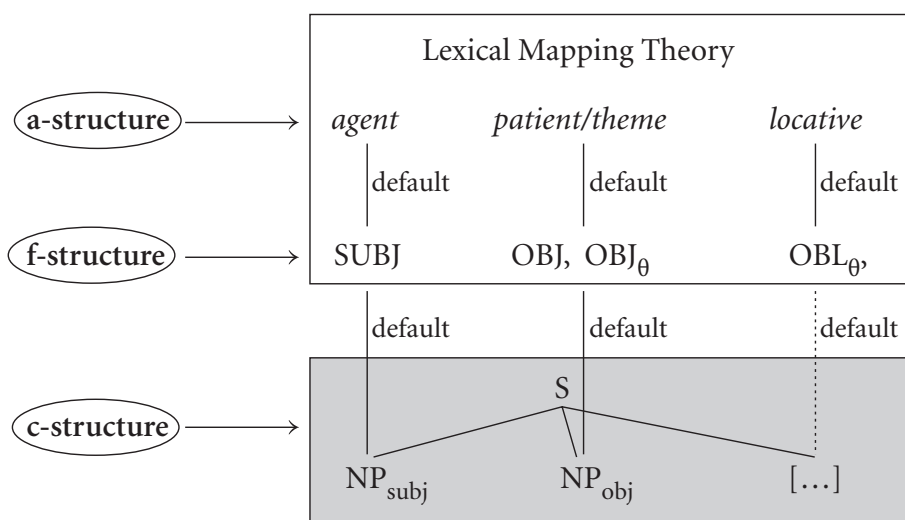 Lexical Mapping Theory
a-structure agent patient/theme locative
default default default
f-structure SUBJ OBJ, OBJθ OBLθ,
default default default
S
c-structure
NPsubj NPobj […]